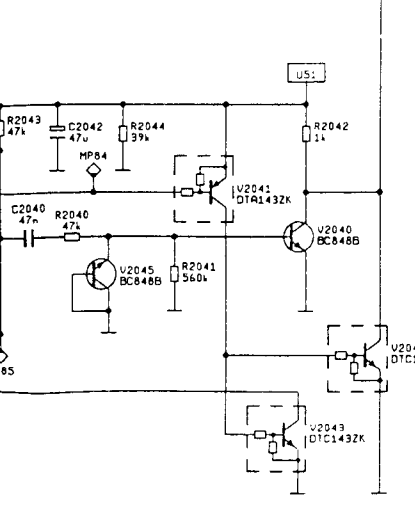 US1
R2043
47k
C2042
47u
R2044
39k
R2042
1k
MP84
V2041
DTA143ZK
C2040
47n
R2040
47k
V2040
BC848B
V2045
BC848B
R2041
560k
V204
DTC1
85
V2043
DTC143ZK